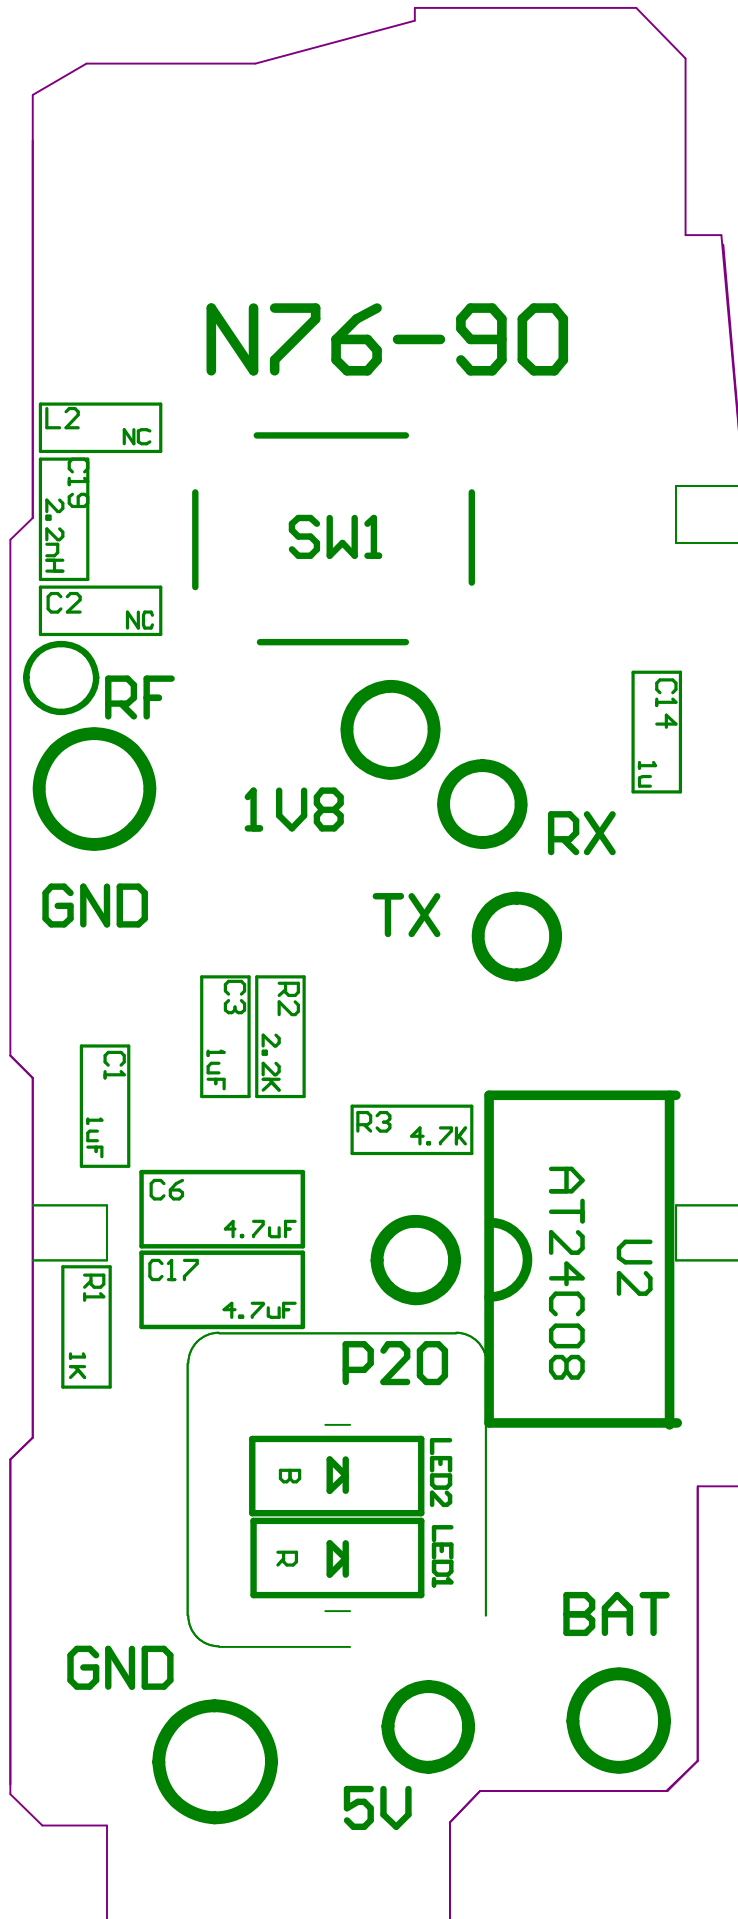 N76-90
L2
NC
C19
2.2nH
SW1
C2
NC
RF
C14
1u
1V8
RX
GND
TX
C3
1uF
R2
2.2K
C1
1uF
R3
4.7K
C6
4.7uF
AT24C08
U2
C17
4.7uF
R1
1K
P20
LED2
B
LED1
R
BAT
GND
5V